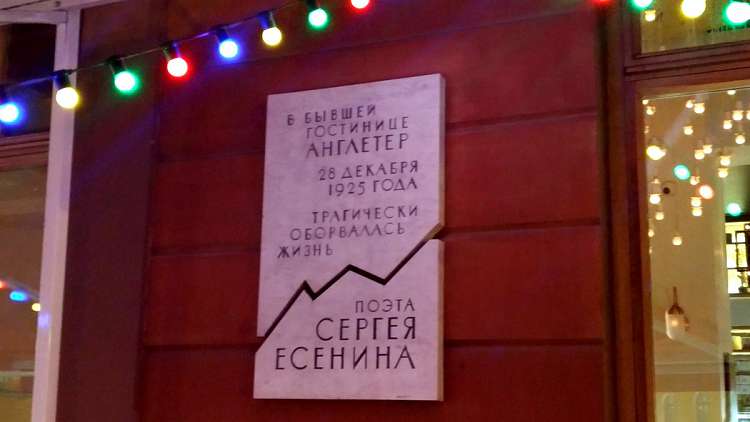 В БЫВШЕЙ
ГОСТИНИЦЕ
АНГЛЕТЕР
28 ДЕКАБРЯ
1925 ГОДА
ТРАГИЧЕСКИ
ОБОРВАЛАСЬ
ЖИЗНЬ
ПОЭТА
СЕРГЕЯ
ЕСЕНИНА